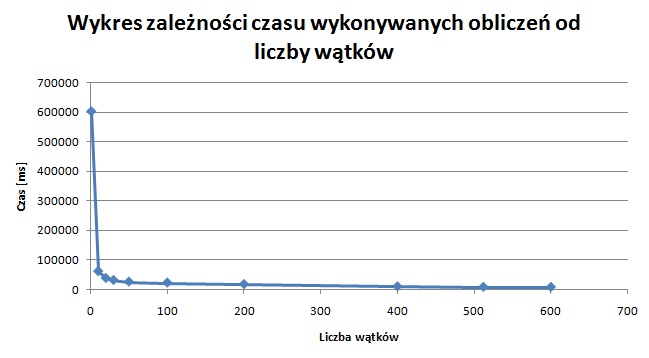 Wykres zależności czasu wykonywanych obliczeń od
liczby wątków
700000
600000
500000
400000
300000
200000
100000
0
Czas [ms]
0 100 200 300 400 500 600 700
Liczba wątków